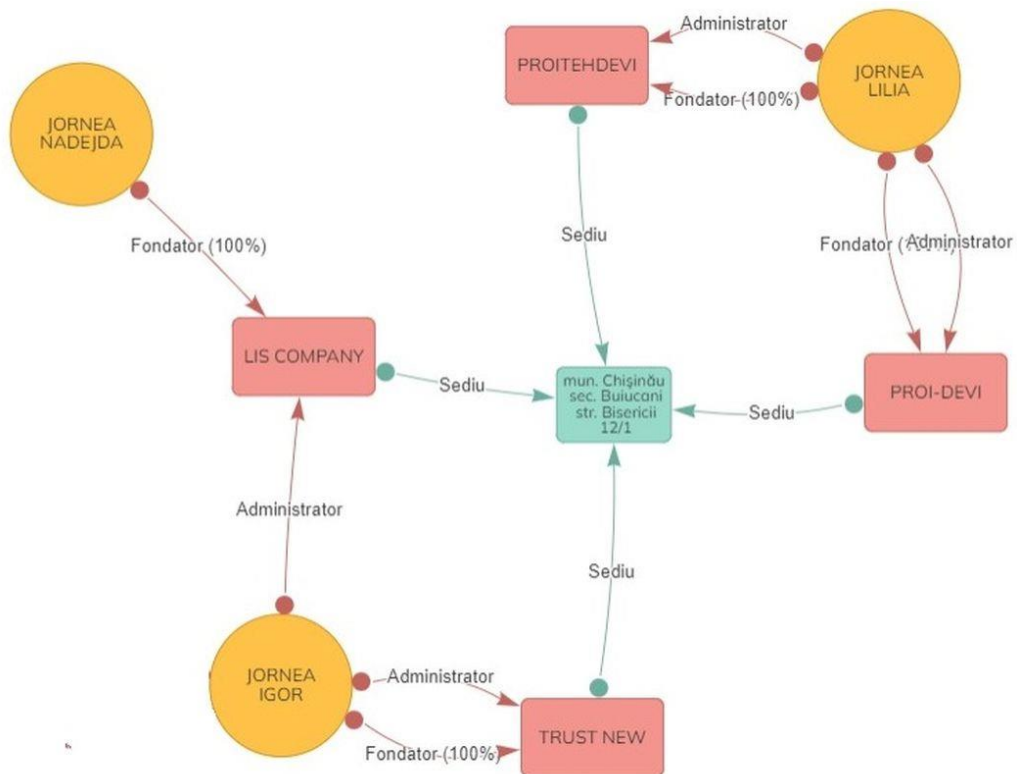 Administrator
PROITEHDEVI
JORNEA
LILIA
Fondator (100%)
JORNEA
NADEJDA
Sediu
Fondator (100%)
Fondator (
Administrator
LIS COMPANY
Sediu
mun. Chișinău
sec. Buiucani
str. Bisericii
12/1
Sediu
PROI-DEVI
Administrator
Sediu
JORNEA
IGOR
Administrator
TRUST NEW
Fondator (100%)